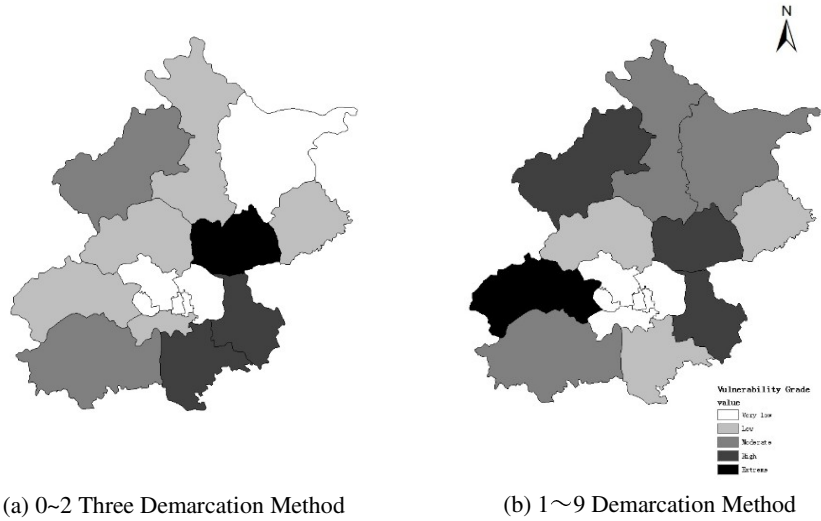 N
Vulnerability Grade
value
Very low
Low
Moderate
High
Extreme
(a) 0~2 Three Demarcation Method
(b) 1～9 Demarcation Method